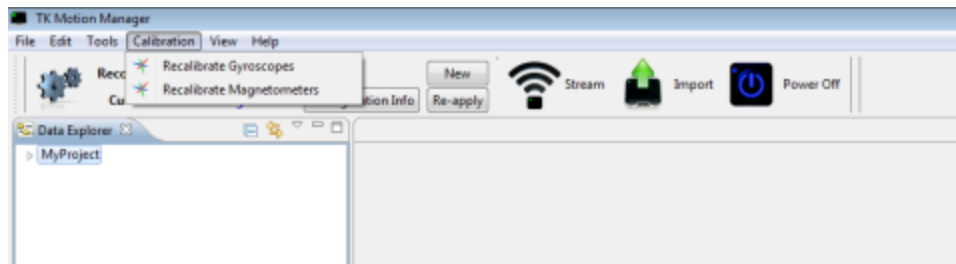 TK Motion Manager
File Edit Tools Calibration View Help
Recalibrate Gyroscopes
Recalibrate Magnetometers
New
Re-apply
Stream
Import
Power Off
Data Explorer
MyProject